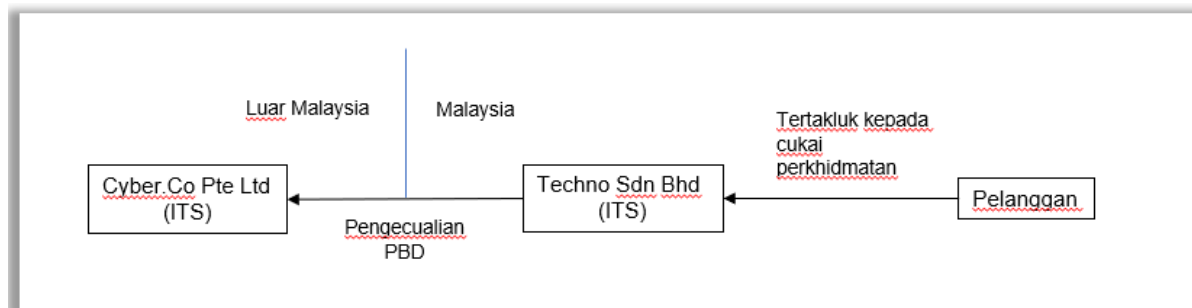 Luar Malaysia
Malaysia
Tertakluk kepada
cukai
perkhidmatan
Cyber.Co Pte Ltd
(ITS)
Techno Sdn Bhd
(ITS)
Pelanggan
Pengecualian
PBD